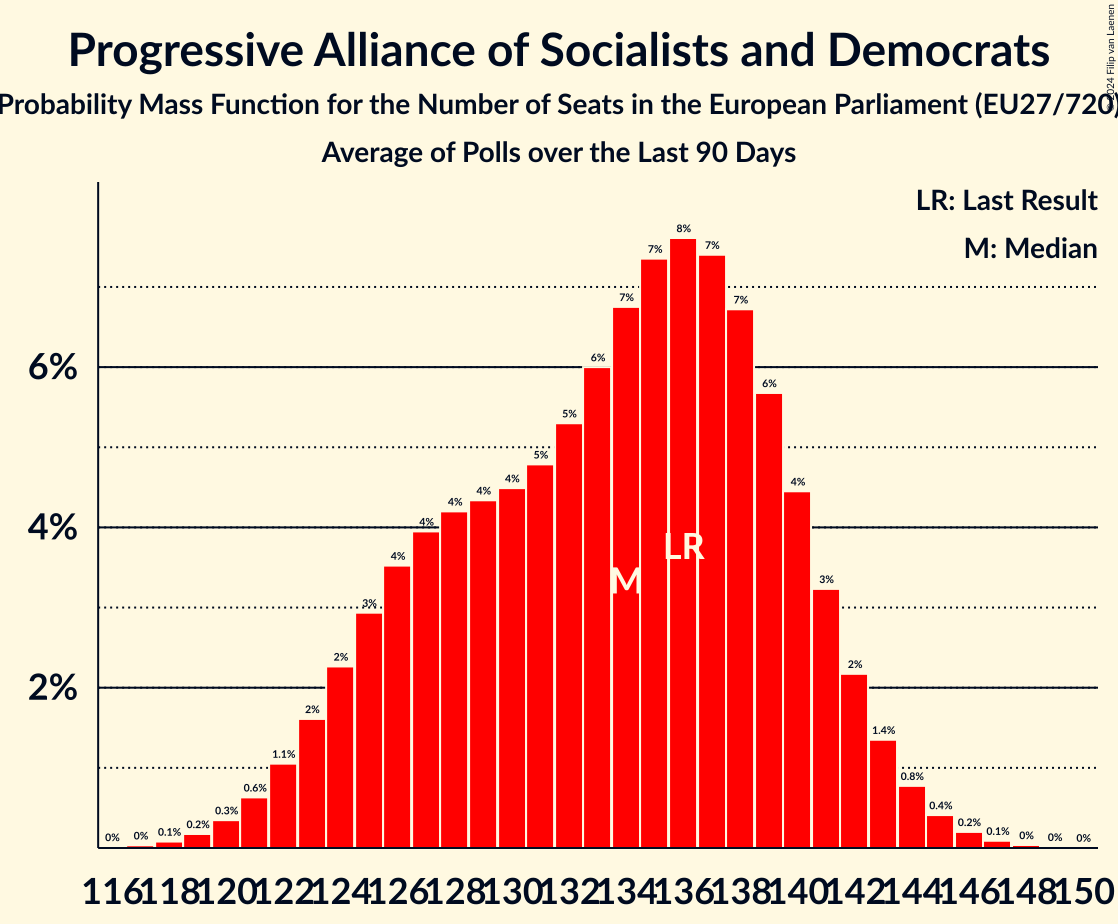 Progressive Alliance of Socialists and Democrats
Probability Mass Function for the Number of Seats in the European Parliament (EU27/720)
Average of Polls over the Last 90 Days
© 2024 Filip van Laenen
LR: Last Result
M: Median
6%
4%
2%
0% 0% 0.1% 0.2% 0.3% 0.6% 1.1% 2% 2% 3% 4% 4% 4% 4% 4% 5% 5% 6% 7% 7% 8% 7% 7% 6% 4% 3% 2% 1.4% 0.8% 0.4% 0.2% 0.1% 0% 0% 0%
LR
M
116 118 120 122 124 126 128 130 132 134 136 138 140 142 144 146 148 150